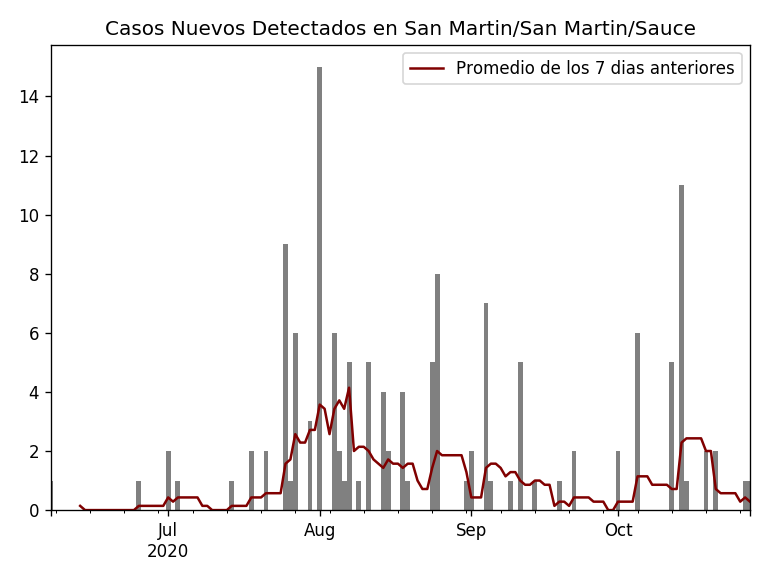 Casos Nuevos Detectados en San Martin/San Martin/Sauce
Promedio de los 7 dias anteriores
14
12
10
8
6
4
2
0
Jul
2020
Aug
Sep
Oct